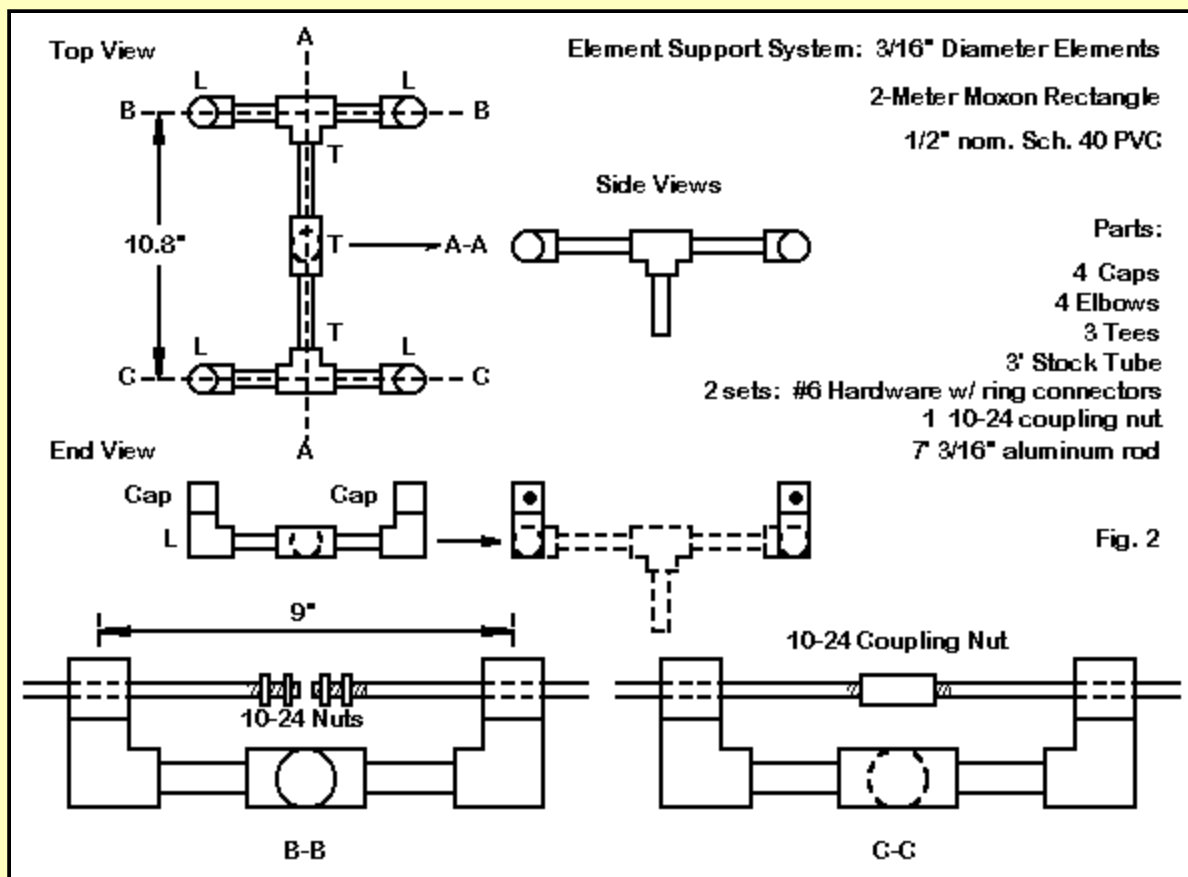 Top View
A
Element Support System: 3/16" Diameter Elements
2-Meter Moxon Rectangle
1/2" nom. Sch. 40 PVC
L
L
B
B
T
Side Views
10.8"
T
A-A
T
L
L
C
C
A
Parts:
4 Caps
4 Elbows
3 Tees
3' Stock Tube
2 sets: #6 Hardware w/ ring connectors
1 10-24 coupling nut
7' 3/16" aluminum rod
End View
Cap
Cap
L
Fig. 2
9"
10-24 Nuts
B-B
10-24 Coupling Nut
C-C